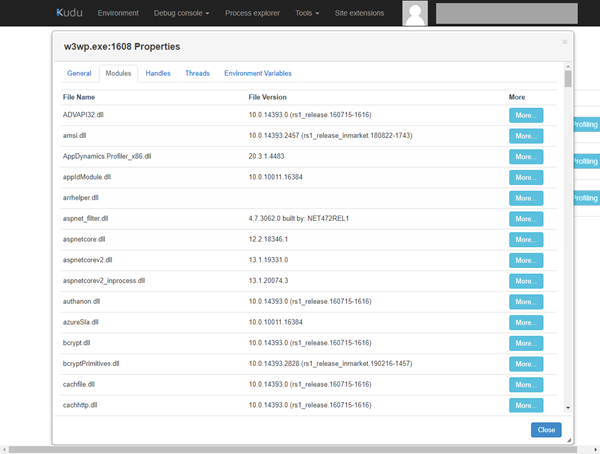 Kudu Environment Debug console Process explorer Tools Site extensions
w3wp.exe:1608 Properties ×
General Modules Handles Threads Environment Variables
File Name File Version More
ADVAPI32.dll 10.0.14393.0 (rs1_release.160715-1616) More...
amsi.dll 10.0.14393.2457 (rs1_release_inmarket.180822-1743) More...
Profiling
AppDynamics.Profiler_x86.dll 20.3.1.4483 More...
Profiling
appIdModule.dll 10.0.10011.16384 More...
arrhelper.dll More...
Profiling
aspnet_filter.dll 4.7.3062.0 built by: NET472REL1 More...
aspnetcore.dll 12.2.18346.1 More...
aspnetcorev2.dll 13.1.19331.0 More...
aspnetcorev2_inprocess.dll 13.1.20074.3 More...
authanon.dll 10.0.14393.0 (rs1_release.160715-1616) More...
azureSla.dll 10.0.10011.16384 More...
bcrypt.dll 10.0.14393.0 (rs1_release.160715-1616) More...
bcryptPrimitives.dll 10.0.14393.2828 (rs1_release_inmarket.190216-1457) More...
cachfile.dll 10.0.14393.0 (rs1_release.160715-1616) More...
cachhttp.dll 10.0.14393.0 (rs1_release.160715-1616) More...
Close